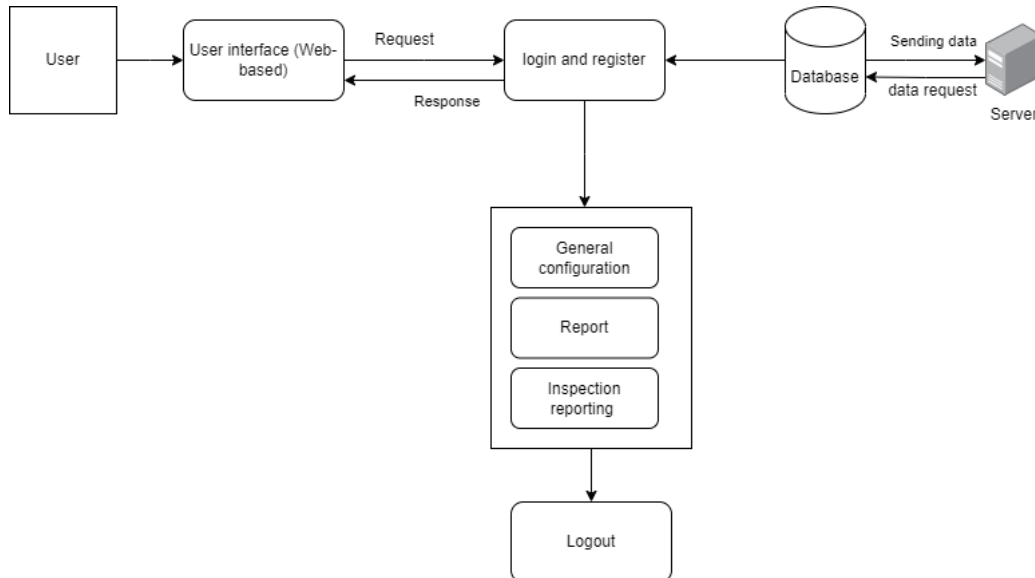 User
User interface (Web-
based)
Request
Response
login and register
Database
Sending data
data request
Server
General
configuration
Report
Inspection
reporting
Logout